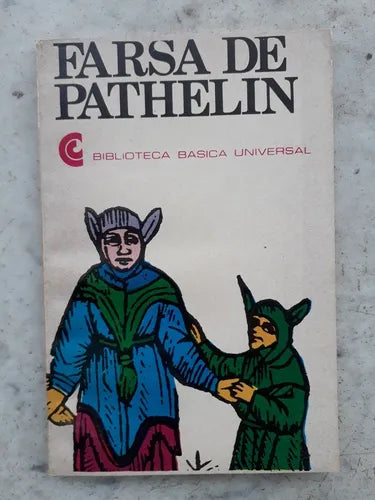 FARSA DE
PATHELIN
BIBLIOTECA BASICA UNIVERSAL